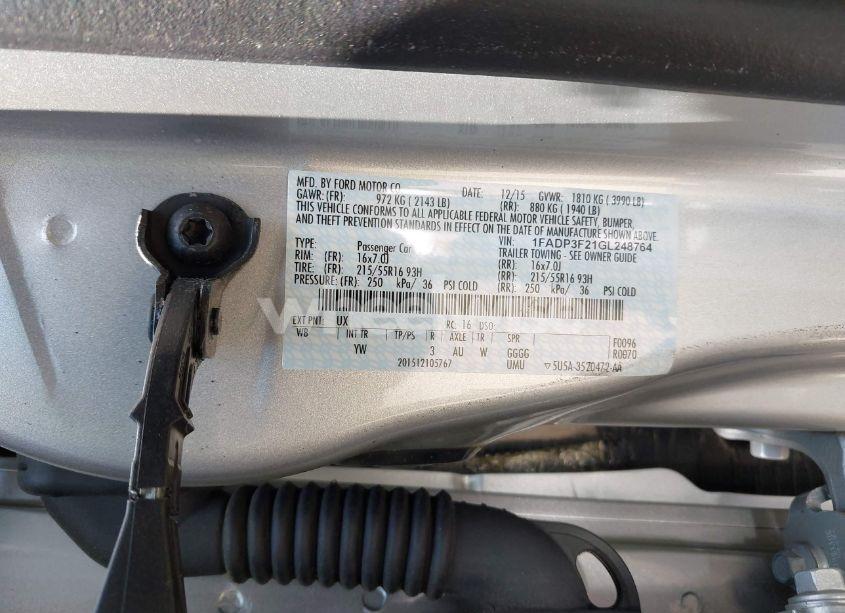 MFD. BY FORD MOTOR CO. DATE: 12/15 GVWR: 1810 KG ( 3990 LB)
GAWR: (FR) 972 KG ( 2143 LB) (RR) 880 KG ( 1940 LB)
THIS VEHICLE CONFORMS TO ALL APPLICABLE FEDERAL MOTOR VEHICLE SAFETY, BUMPER,
AND THEFT PREVENTION STANDARDS IN EFFECT ON THE DATE OF MANUFACTURE SHOWN ABOVE.
VIN: 1FADP3F21GL248764
TYPE: Passenger Car TRAILER TOWING - SEE OWNER GUIDE
RIM: (FR) 16x7.0J (RR) 16x7.0J
TIRE: (FR) 215/55R16 93H (RR) 215/55R16 93H
PRESSURE: (FR) 250 kPa/ 36 PSI COLD (RR) 250 kPa/ 36 PSI COLD
EXT PNT: UX RC: 16 DSO:
WB INT TR TP/PS R AXLE TR SPR F0096
YW 3 AU W GGGG R0070
201512105767 UMU ▽5U5A-3520472-AA